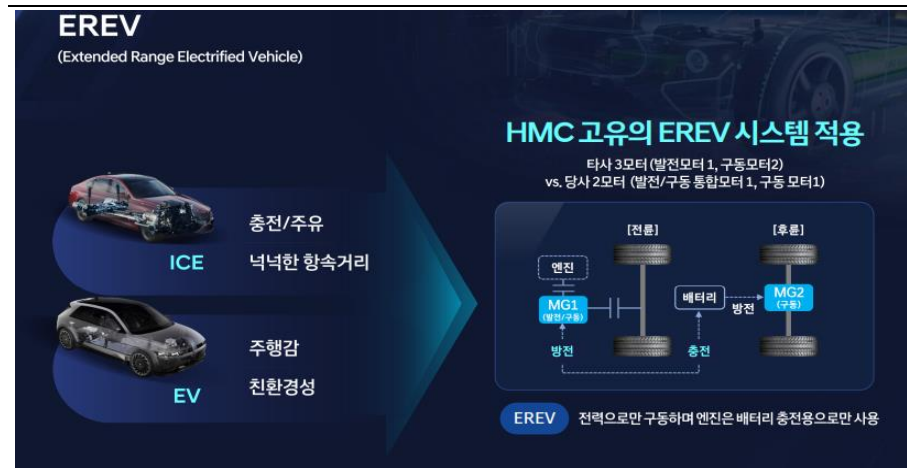 EREV
(Extended Range Electrified Vehicle)
충전/주유
ICE
넉넉한 항속거리
주행감
EV
친환경성
HMC 고유의 EREV 시스템 적용
타사 3모터 (발전모터 1, 구동모터2)
vs. 당사 2모터 (발전/구동 통합모터 1, 구동 모터1)
[전륜]
[후륜]
엔진
MG1
(발전/구동)
배터리
방전
MG2
(구동)
방전
충전
EREV 전력으로만 구동하며 엔진은 배터리 충전용으로만 사용